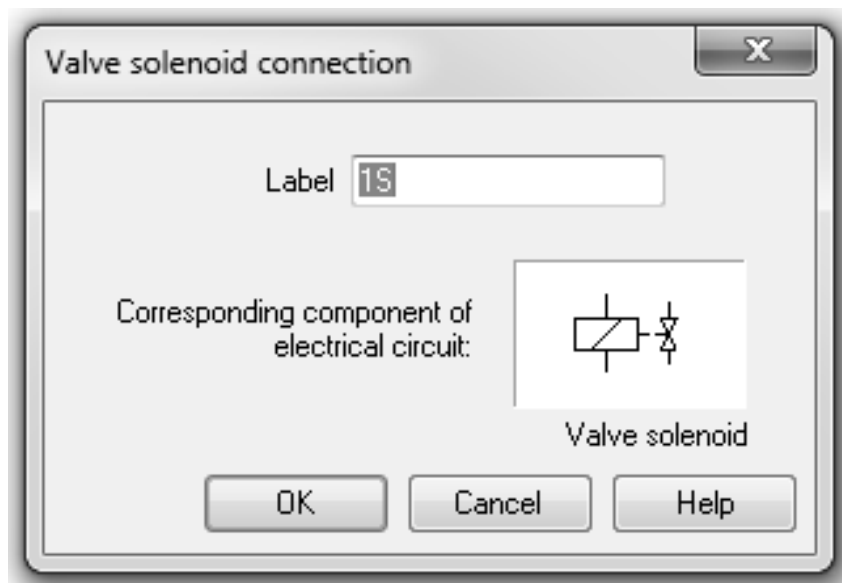 Valve solenoid connection
Label 1S
Corresponding component of
electrical circuit:
Valve solenoid
OK Cancel Help